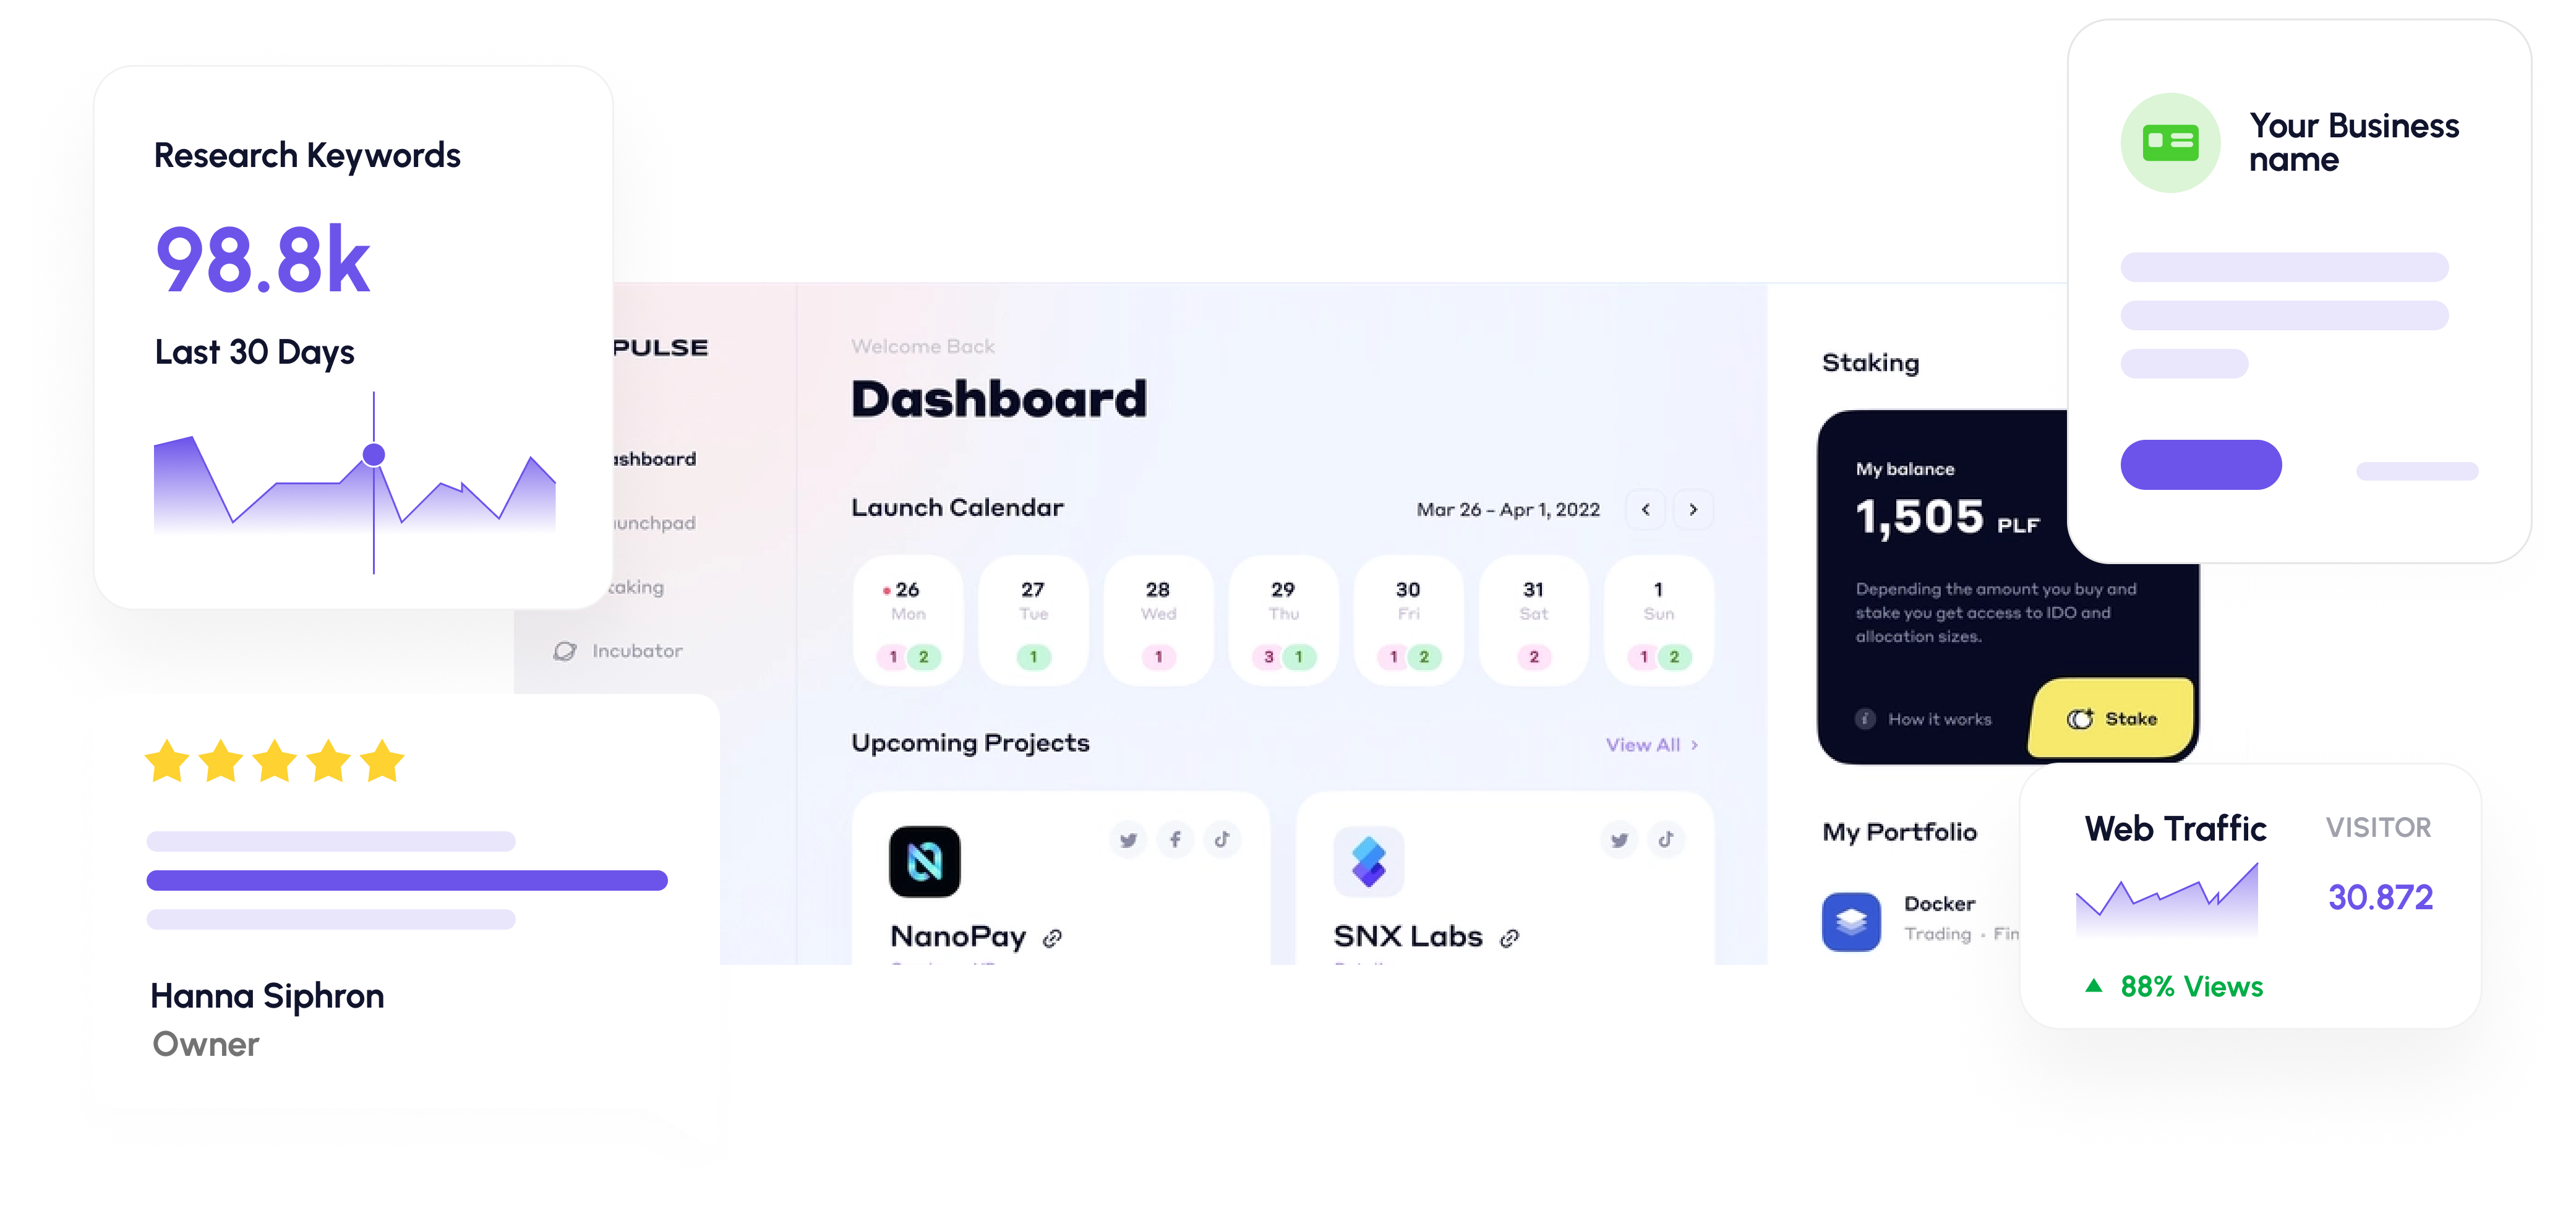 Research Keywords
98.8k
Last 30 Days
Your Business
name
PULSE
ashboard
unchpad
taking
Incubator
Welcome Back
Dashboard
Launch Calendar
Mar 26 – Apr 1, 2022
26 27 28 29 30 31 1
Mon Tue Wed Thu Fri Sat Sun
1 2 1 1 3 1 1 2 2 1 2
Upcoming Projects
View All
NanoPay
SNX Labs
Staking
My balance
1,505 PLF
Depending the amount you buy and
stake you get access to IDO and
allocation sizes.
How it works
Stake
My Portfolio
Docker
Trading • Fin
Web Traffic
VISITOR
30.872
88% Views
Hanna Siphron
Owner